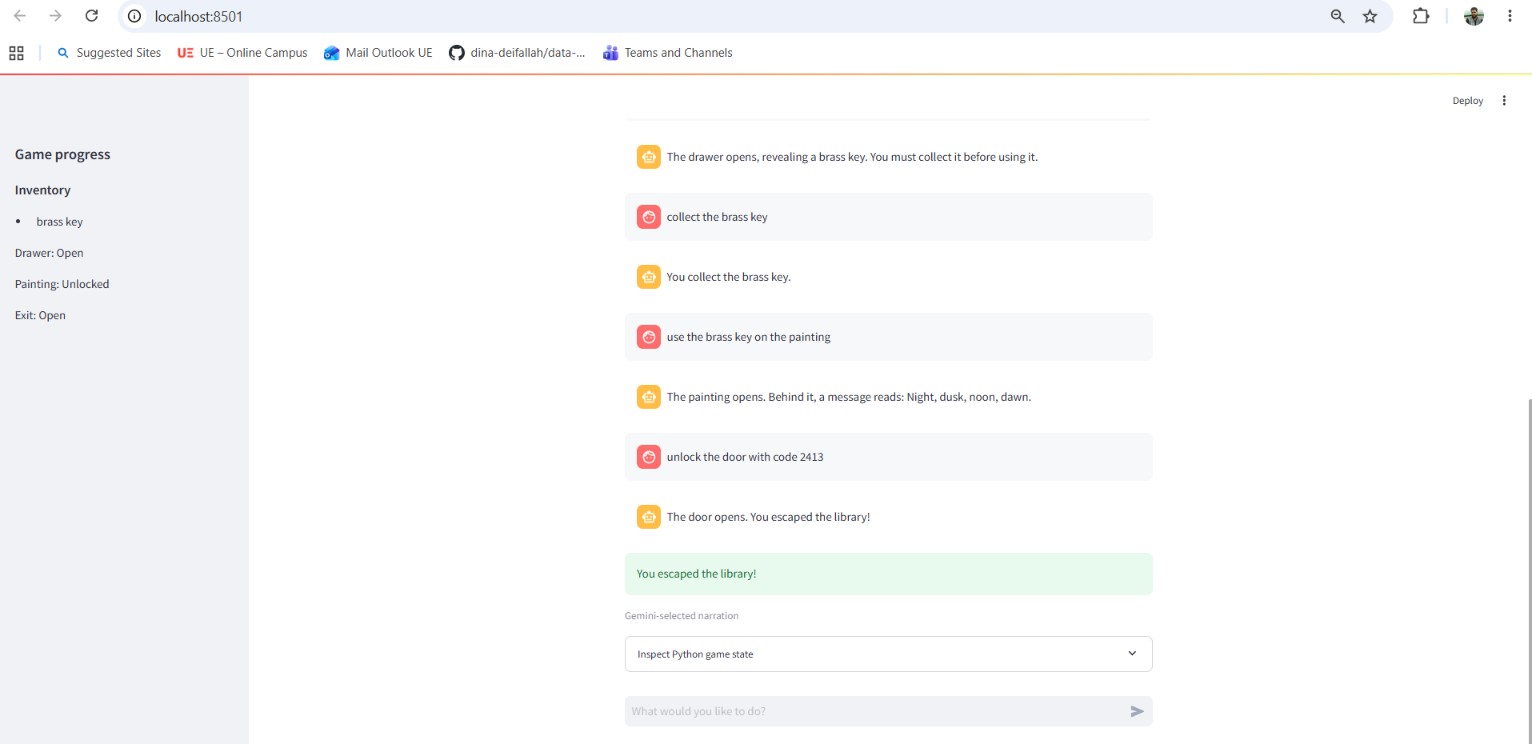 localhost:8501
Suggested Sites
UE UE – Online Campus
Mail Outlook UE
dina-deifallah/data-...
Teams and Channels
Deploy
Game progress
Inventory
• brass key
Drawer: Open
Painting: Unlocked
Exit: Open
The drawer opens, revealing a brass key. You must collect it before using it.
collect the brass key
You collect the brass key.
use the brass key on the painting
The painting opens. Behind it, a message reads: Night, dusk, noon, dawn.
unlock the door with code 2413
The door opens. You escaped the library!
You escaped the library!
Gemini-selected narration
Inspect Python game state
What would you like to do?